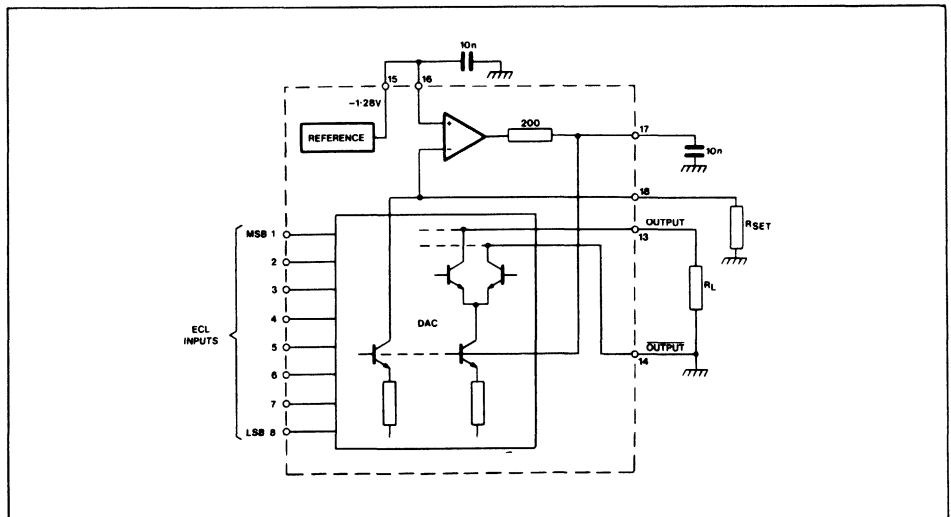 10n
15
16
-1·28V
REFERENCE
+
-
200
17
10n
18
RSET
OUTPUT
13
RL
MSB 1
2
3
4
5
6
7
LSB 8
ECL
INPUTS
DAC
OUTPUT
14